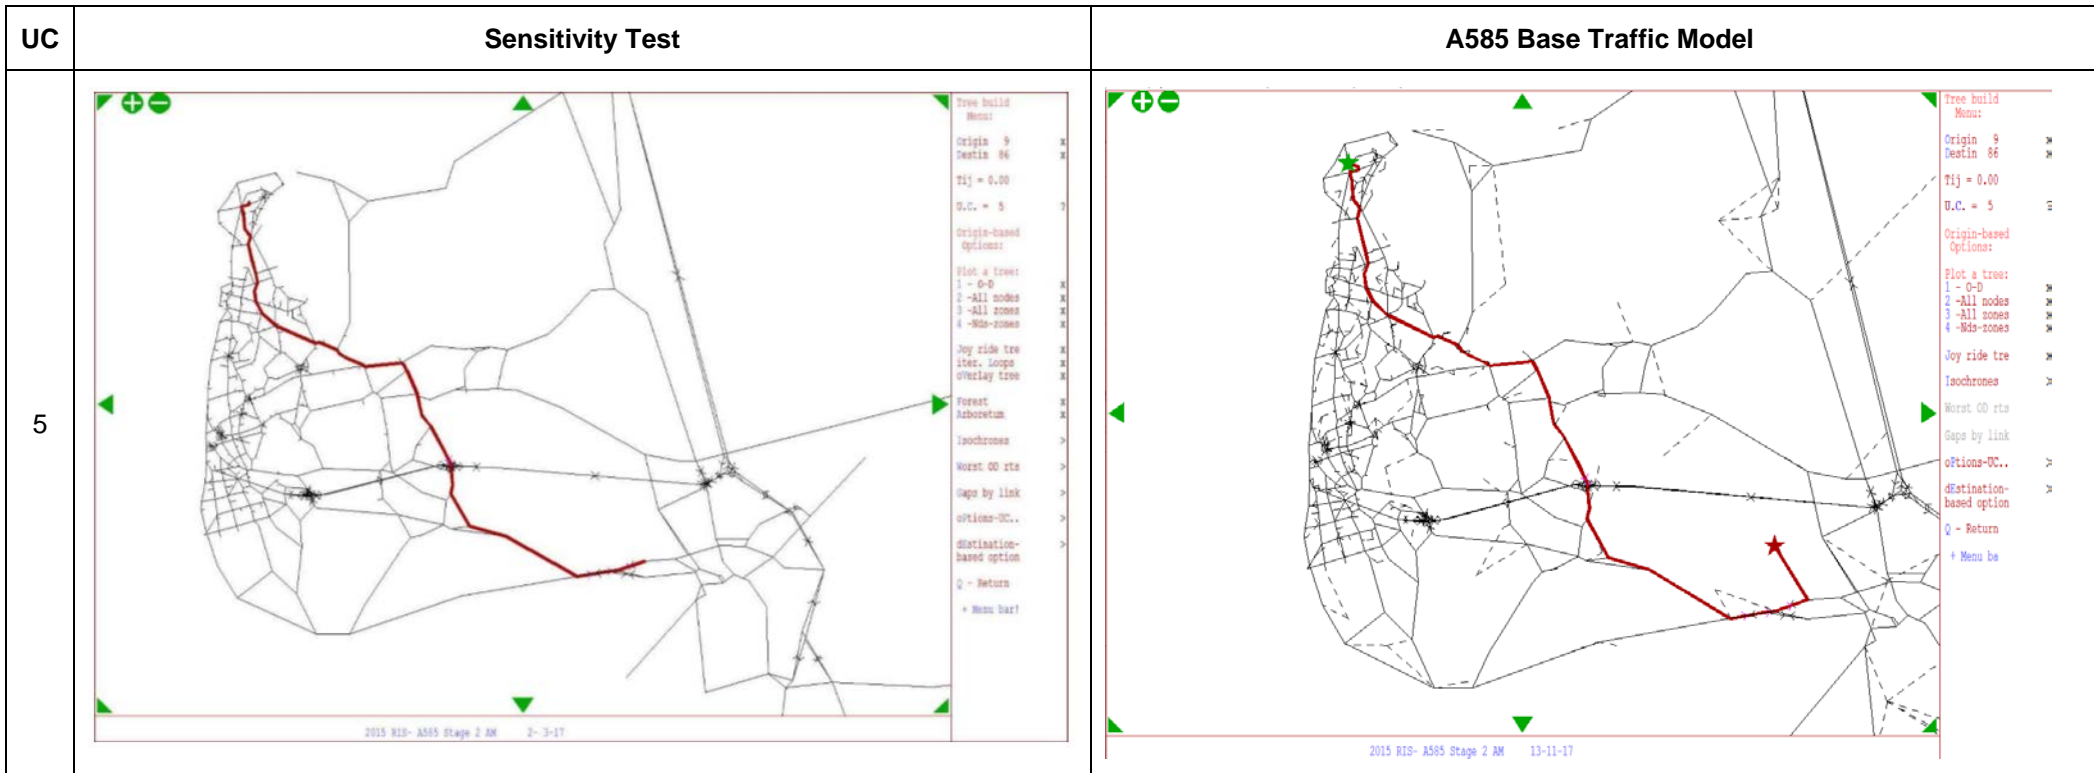 UC
Sensitivity Test
A585 Base Traffic Model
5
Tree build
Menu:
Origin 9 x
Destin 86 x
Tij = 0.00
U.C. = 5 ?
Origin-based
Options:
Plot a tree:
1 - O-D x
2 -All nodes x
3 -All zones x
4 -Nds-zones x
Joy ride tre x
iter. Loops x
oVerlay tree x
Forest x
Arboretum x
Isochrones >
Worst OD rts >
Gaps by link >
oPtions-UC.. >
dEstination- >
based option
Q - Return
+ Menu bar!
2015 RIS- A585 Stage 2 AM 2- 3-17
Tree build
Menu:
Origin 9
Destin 86
Tij = 0.00
U.C. = 5
Origin-based
Options:
Plot a tree:
1 - O-D
2 -All nodes
3 -All zones
4 -Nds-zones
Joy ride tre
Isochrones
Worst OD rts
Gaps by link
oPtions-UC..
dEstination-
based option
Q - Return
+ Menu ba
2015 RIS- A585 Stage 2 AM 13-11-17